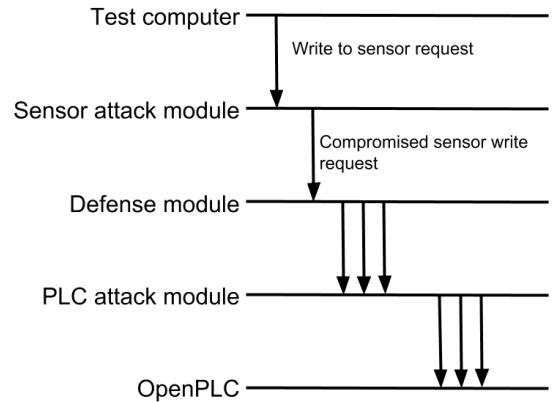 Test computer
Write to sensor request
Sensor attack module
Compromised sensor write
request
Defense module
PLC attack module
OpenPLC